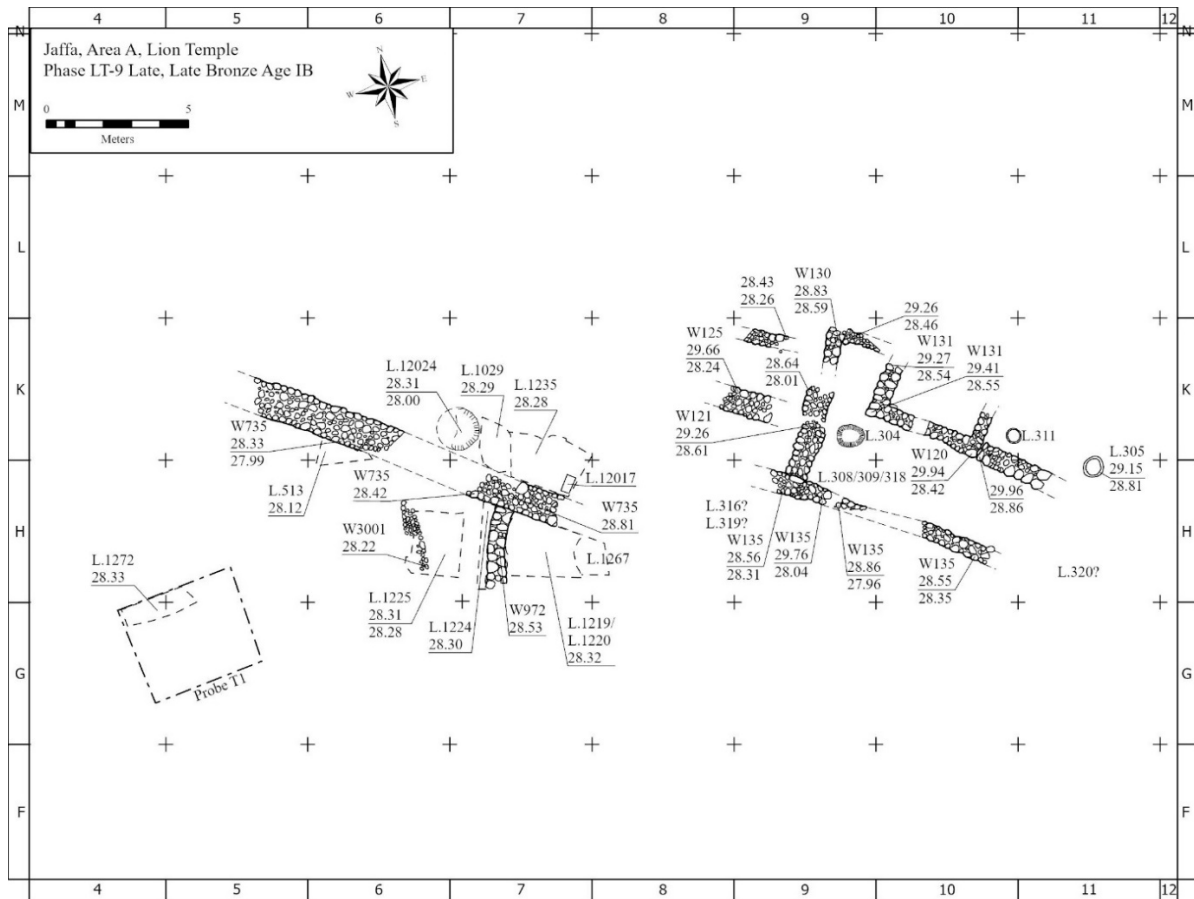 4 5 6 7 8 9 10 11 12
N N
Jaffa, Area A, Lion Temple
Phase LT-9 Late, Late Bronze Age IB
N
W E
S
0 5
Meters
M M
L L
28.43
28.26
W130
28.83
28.59
29.26
28.46
W125
29.66
28.24
W131
29.27
28.54
W131
29.41
28.55
L.12024
28.31
28.00
L.1029
28.29
L.1235
28.28
28.64
28.01
K K
W121
29.26
28.61
W735
28.33
27.99
L.304
L.311
W120
29.94
28.42
L.305
29.15
28.81
L.513
28.12
W735
28.42
L.12017
L.308/309/318
29.96
28.86
W735
28.81
L.316?
L.319?
H H
W3001
28.22
L.1267
W135
28.56
28.31
W135
29.76
28.04
W135
28.86
27.96
W135
28.55
28.35
L.320?
L.1272
28.33
L.1225
28.31
28.28
L.1224
28.30
W972
28.53
L.1219/
L.1220
28.32
G G
Probe T1
F F
4 5 6 7 8 9 10 11 12